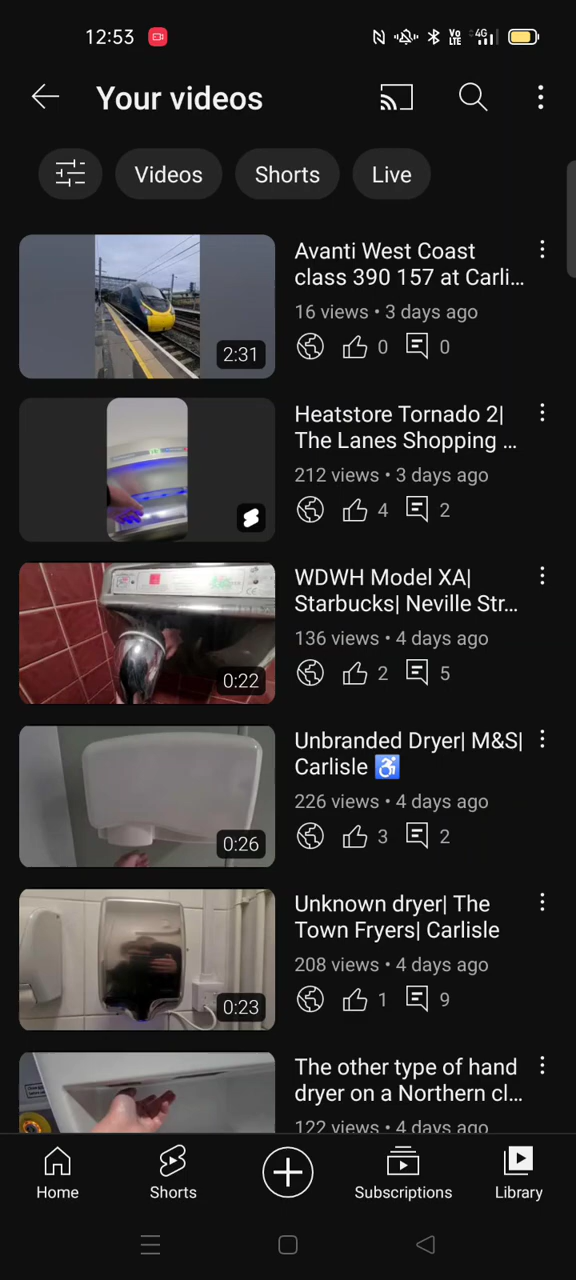 12:53
Vo
LTE
4G
Your videos
Videos
Shorts
Live
Avanti West Coast
class 390 157 at Carli...
16 views • 3 days ago
0
0
2:31
Heatstore Tornado 2|
The Lanes Shopping ...
212 views • 3 days ago
4
2
WDWH Model XA|
Starbucks| Neville Str...
136 views • 4 days ago
2
5
0:22
Unbranded Dryer| M&S|
Carlisle ♿
226 views • 4 days ago
3
2
0:26
Unknown dryer| The
Town Fryers| Carlisle
208 views • 4 days ago
1
9
0:23
The other type of hand
dryer on a Northern cl...
122 views • 4 days ago
Home
Shorts
Subscriptions
Library